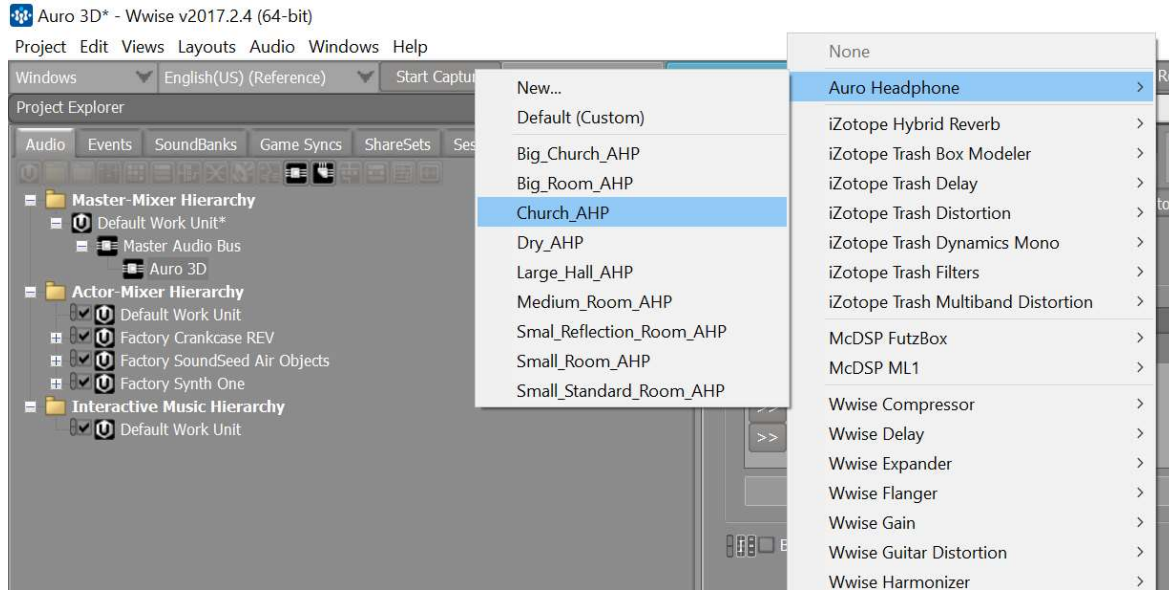 Auro 3D* - Wwise v2017.2.4 (64-bit)
Project Edit Views Layouts Audio Windows Help
Windows English(US) (Reference) Start Captu
Project Explorer
Audio Events SoundBanks Game Syncs ShareSets Ses
Master-Mixer Hierarchy
Default Work Unit*
Master Audio Bus
Auro 3D
Actor-Mixer Hierarchy
Default Work Unit
Factory Crankcase REV
Factory SoundSeed Air Objects
Factory Synth One
Interactive Music Hierarchy
Default Work Unit
New...
Default (Custom)
Big_Church_AHP
Big_Room_AHP
Church_AHP
Dry_AHP
Large_Hall_AHP
Medium_Room_AHP
Smal_Reflection_Room_AHP
Small_Room_AHP
Small_Standard_Room_AHP
>>
>>
None
Auro Headphone >
iZotope Hybrid Reverb >
iZotope Trash Box Modeler >
iZotope Trash Delay >
iZotope Trash Distortion >
iZotope Trash Dynamics Mono >
iZotope Trash Filters >
iZotope Trash Multiband Distortion >
McDSP FutzBox >
McDSP ML1 >
Wwise Compressor >
Wwise Delay >
Wwise Expander >
Wwise Flanger >
Wwise Gain >
Wwise Guitar Distortion >
Wwise Harmonizer >